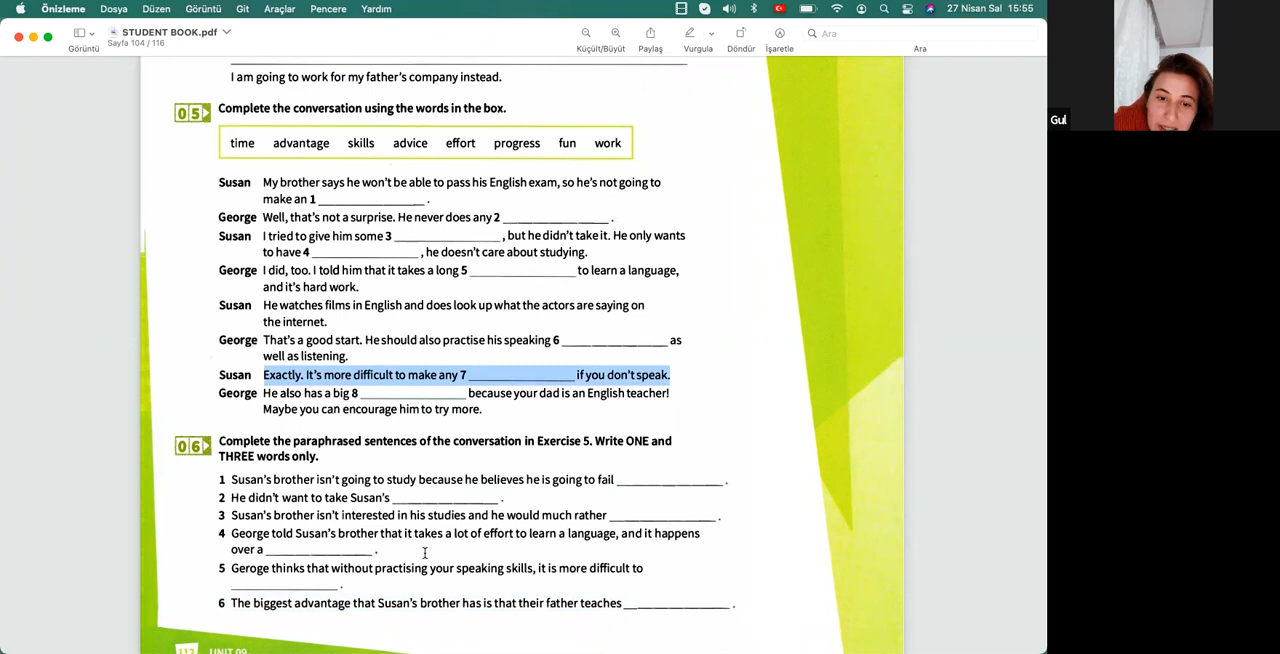 Önizleme Dosya Düzen Görüntü Git Araçlar Pencere Yardım 27 Nisan Sal 15:55
STUDENT BOOK.pdf
Sayfa 104 / 116
Görüntü Küçült/Büyüt Paylaş Vurgula Döndür İşaretle Ara
Ara
I am going to work for my father's company instead.
05 Complete the conversation using the words in the box.
time advantage skills advice effort progress fun work
Susan My brother says he won't be able to pass his English exam, so he's not going to
make an 1 ________________ .
George Well, that's not a surprise. He never does any 2 ________________ .
Susan I tried to give him some 3 ________________ , but he didn't take it. He only wants
to have 4 ________________ , he doesn't care about studying.
George I did, too. I told him that it takes a long 5 ________________ to learn a language,
and it's hard work.
Susan He watches films in English and does look up what the actors are saying on
the internet.
George That's a good start. He should also practise his speaking 6 ________________ as
well as listening.
Susan Exactly. It's more difficult to make any 7 ________________ if you don't speak.
George He also has a big 8 ________________ because your dad is an English teacher!
Maybe you can encourage him to try more.
06 Complete the paraphrased sentences of the conversation in Exercise 5. Write ONE and
THREE words only.
1 Susan's brother isn't going to study because he believes he is going to fail ________________ .
2 He didn't want to take Susan's ________________ .
3 Susan's brother isn't interested in his studies and he would much rather ________________ .
4 George told Susan's brother that it takes a lot of effort to learn a language, and it happens
over a ________________ .
5 Geroge thinks that without practising your speaking skills, it is more difficult to
________________ .
6 The biggest advantage that Susan's brother has is that their father teaches ________________ .
112 UNIT 09
Gul